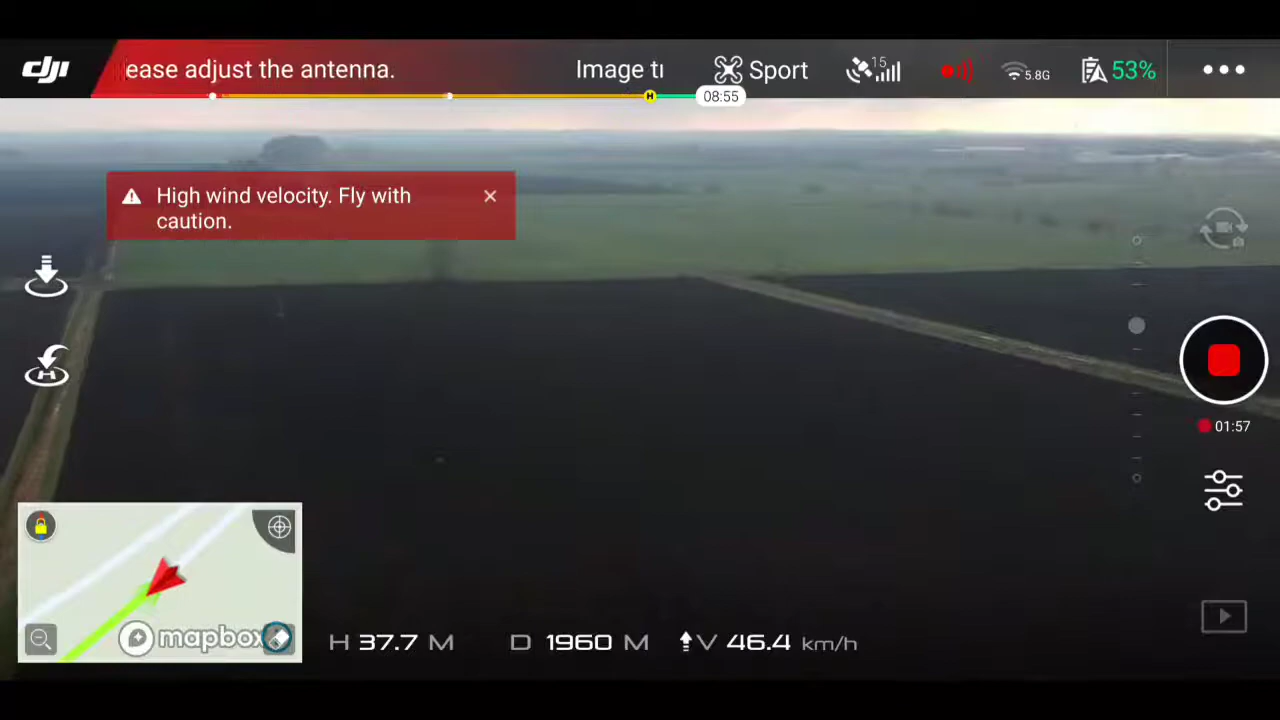 dji
ease adjust the antenna.
Image
Sport
15
5.8G
53%
H
08:55
High wind velocity. Fly with
caution.
H
01:57
mapbox
H 37.7 M
D 1960 M
V 46.4 km/h